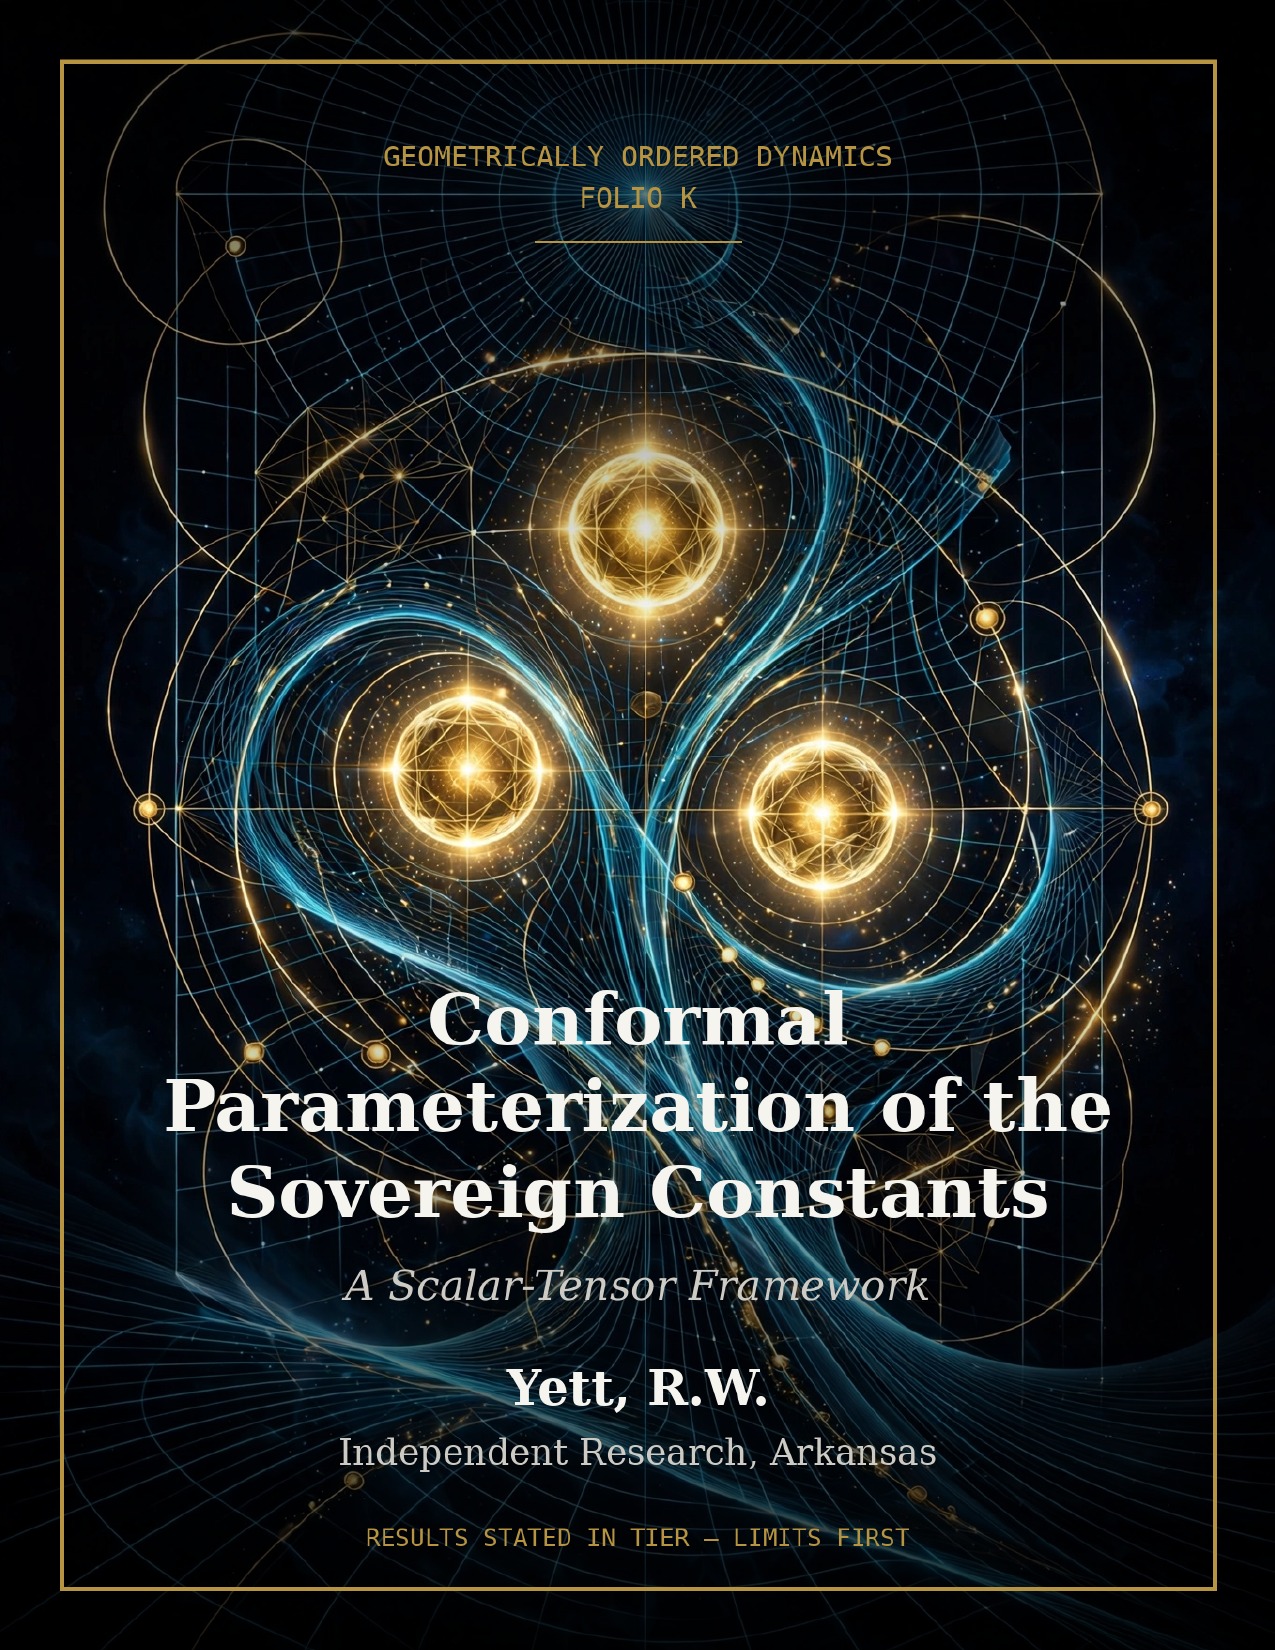 GEOMETRICALLY ORDERED DYNAMICS
FOLIO K
Conformal
Parameterization of the
Sovereign Constants
A Scalar-Tensor Framework
Yett, R.W.
Independent Research, Arkansas
RESULTS STATED IN TIER — LIMITS FIRST